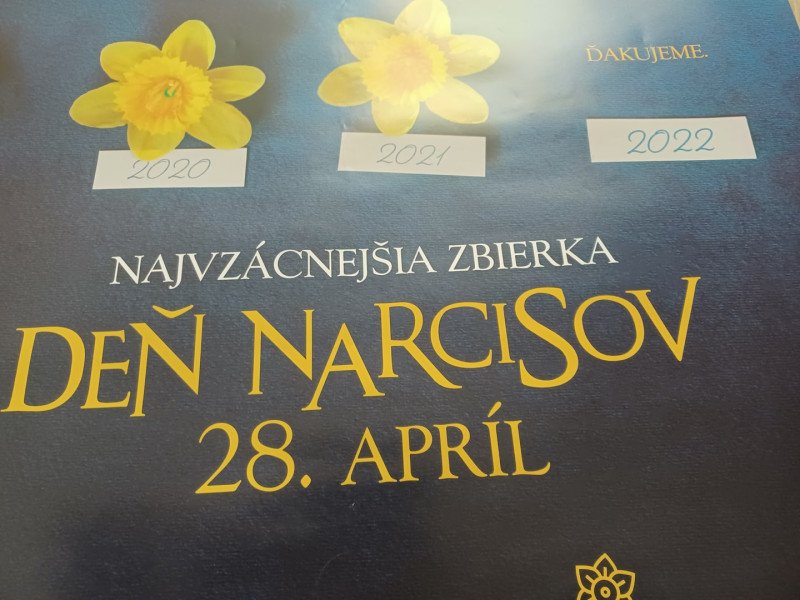 ĎAKUJEME.
2020
2021
2022
NAJVZÁCNEJŠIA ZBIERKA
DEŇ NARCISOV
28. APRÍL